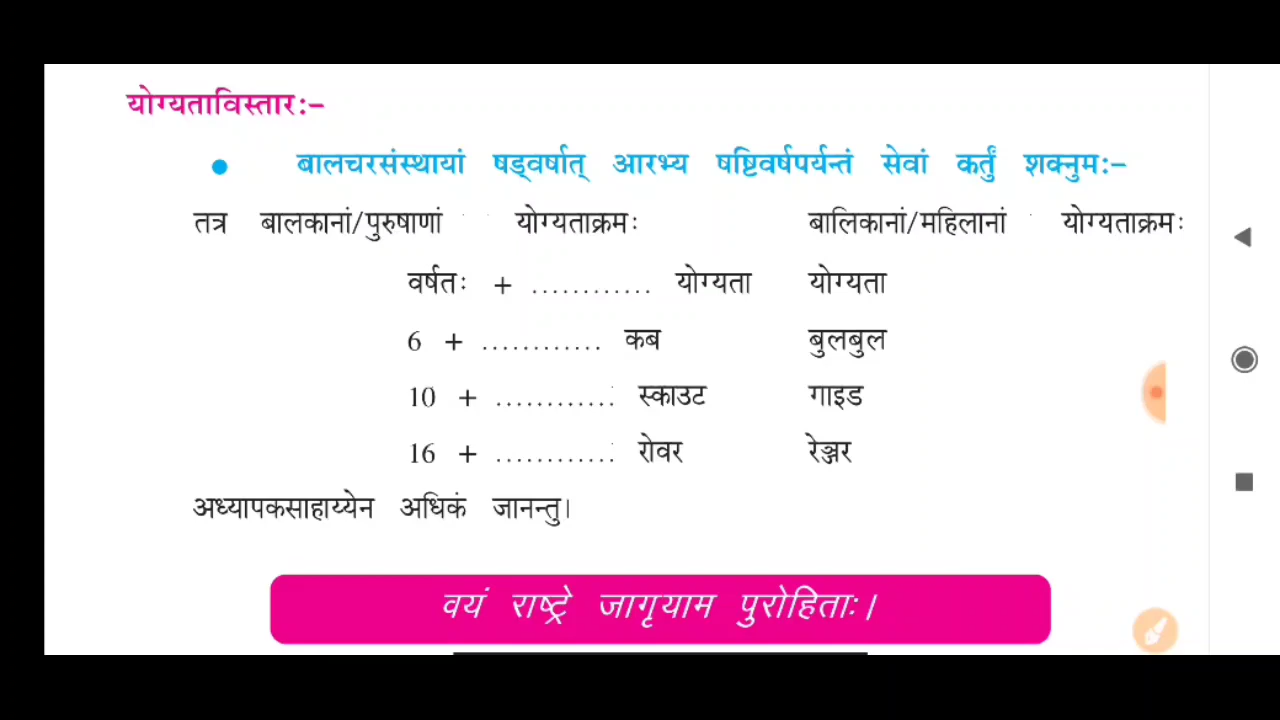 योग्यताविस्तारः–
● बालचरसंस्थायां षड्वर्षात् आरभ्य षष्टिवर्षपर्यन्तं सेवां कर्तुं शक्नुमः–
तत्र बालकानां/पुरुषाणां योग्यताक्रमः बालिकानां/महिलानां योग्यताक्रमः
वर्षतः + ............ योग्यता योग्यता
6 + ............ कब बुलबुल
10 + ............ स्काउट गाइड
16 + ............ रोवर रेञ्जर
अध्यापकसाहाय्येन अधिकं जानन्तु।
वयं राष्ट्रे जागृयाम पुरोहिताः।